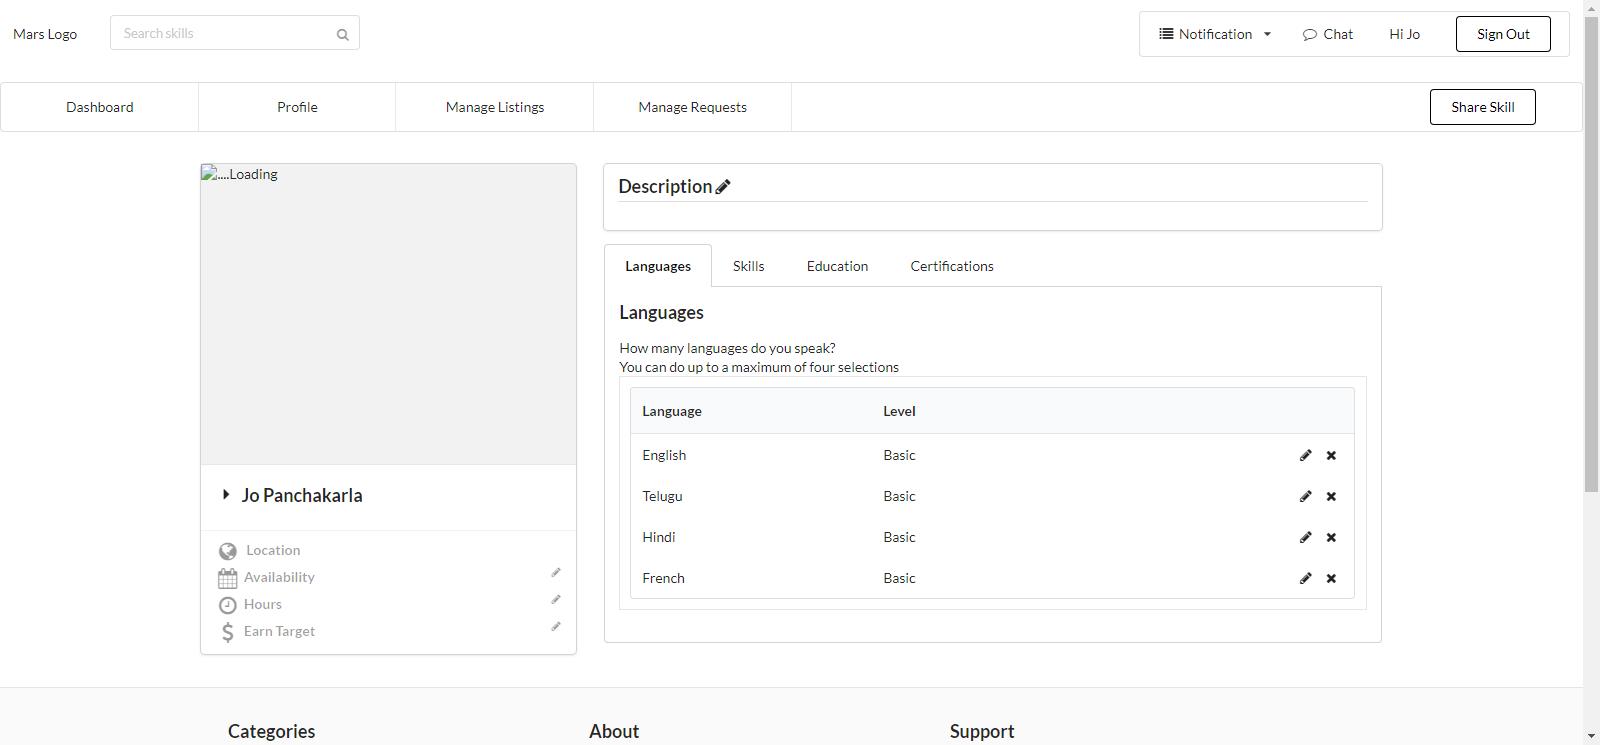 Mars Logo
Search skills
Notification
Chat
Hi Jo
Sign Out
Dashboard
Profile
Manage Listings
Manage Requests
Share Skill
....Loading
Jo Panchakarla
Location
Availability
Hours
Earn Target
Description
Languages
Skills
Education
Certifications
Languages
How many languages do you speak?
You can do up to a maximum of four selections
Language Level
English Basic
Telugu Basic
Hindi Basic
French Basic
Categories
About
Support